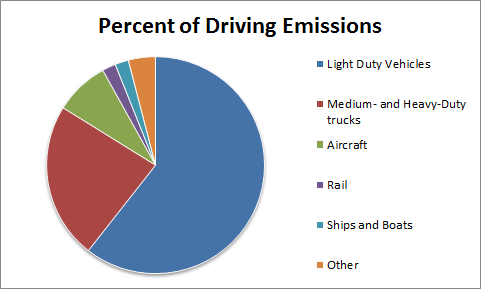 Percent of Driving Emissions
Light Duty Vehicles
Medium- and Heavy-Duty
trucks
Aircraft
Rail
Ships and Boats
Other